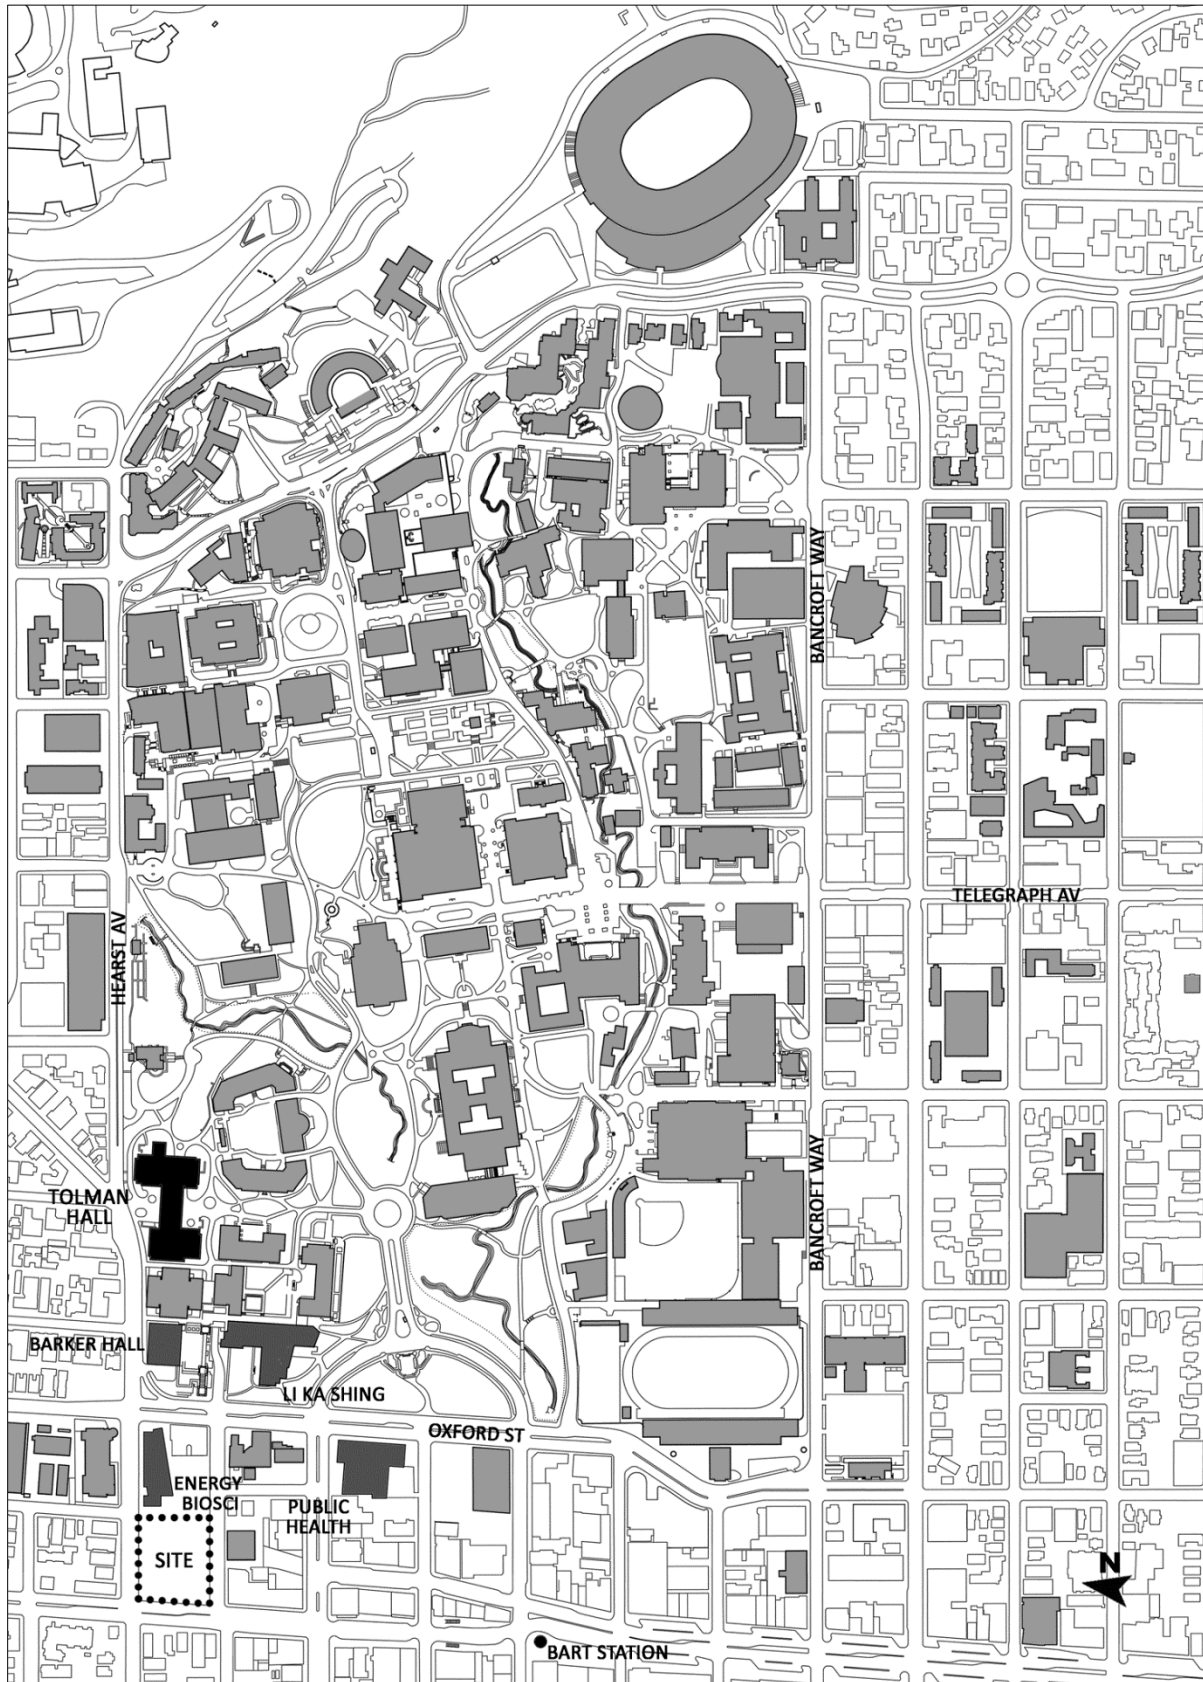 BANCROFT WAY
TELEGRAPH AV
HEARST AV
TOLMAN
HALL
BANCROFT WAY
BARKER HALL
LI KA SHING
OXFORD ST
ENERGY
BIOSCI
PUBLIC
HEALTH
SITE
N
BART STATION